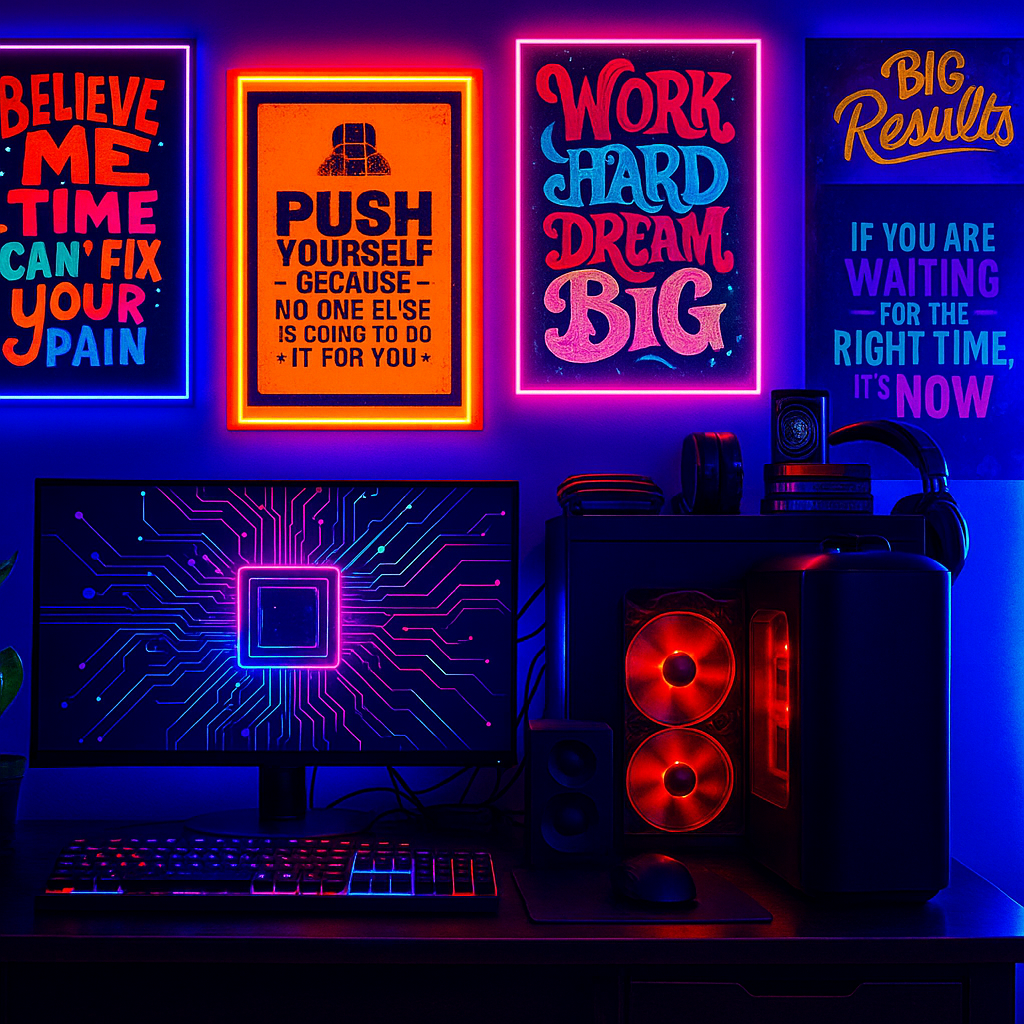 BELIEVE
ME
TIME
CAN' FIX
YOUR
PAIN
PUSH
YOURSELF
- GECAUSE -
NO ONE EL'SE
IS COING TO DO
*IT FOR YOU*
WORK
HARD
DREAM
BIG
BIG
Results
IF YOU ARE
WAITING
- FOR THE -
RIGHT TIME,
IT'S NOW